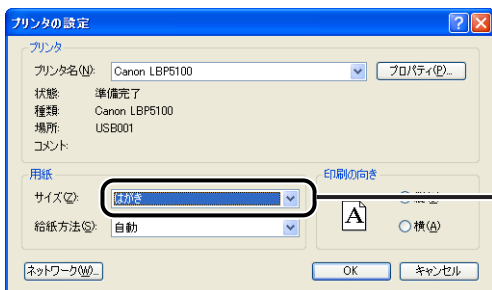 プリンタの設定
プリンタ
プリンタ名(N): Canon LBP5100 プロパティ(P)...
状態: 準備完了
種類: Canon LBP5100
場所: USB001
コメント:
用紙
サイズ(Z): はがき
給紙方法(S): 自動
印刷の向き
A
横(A)
ネットワーク(W)...
OK
キャンセル